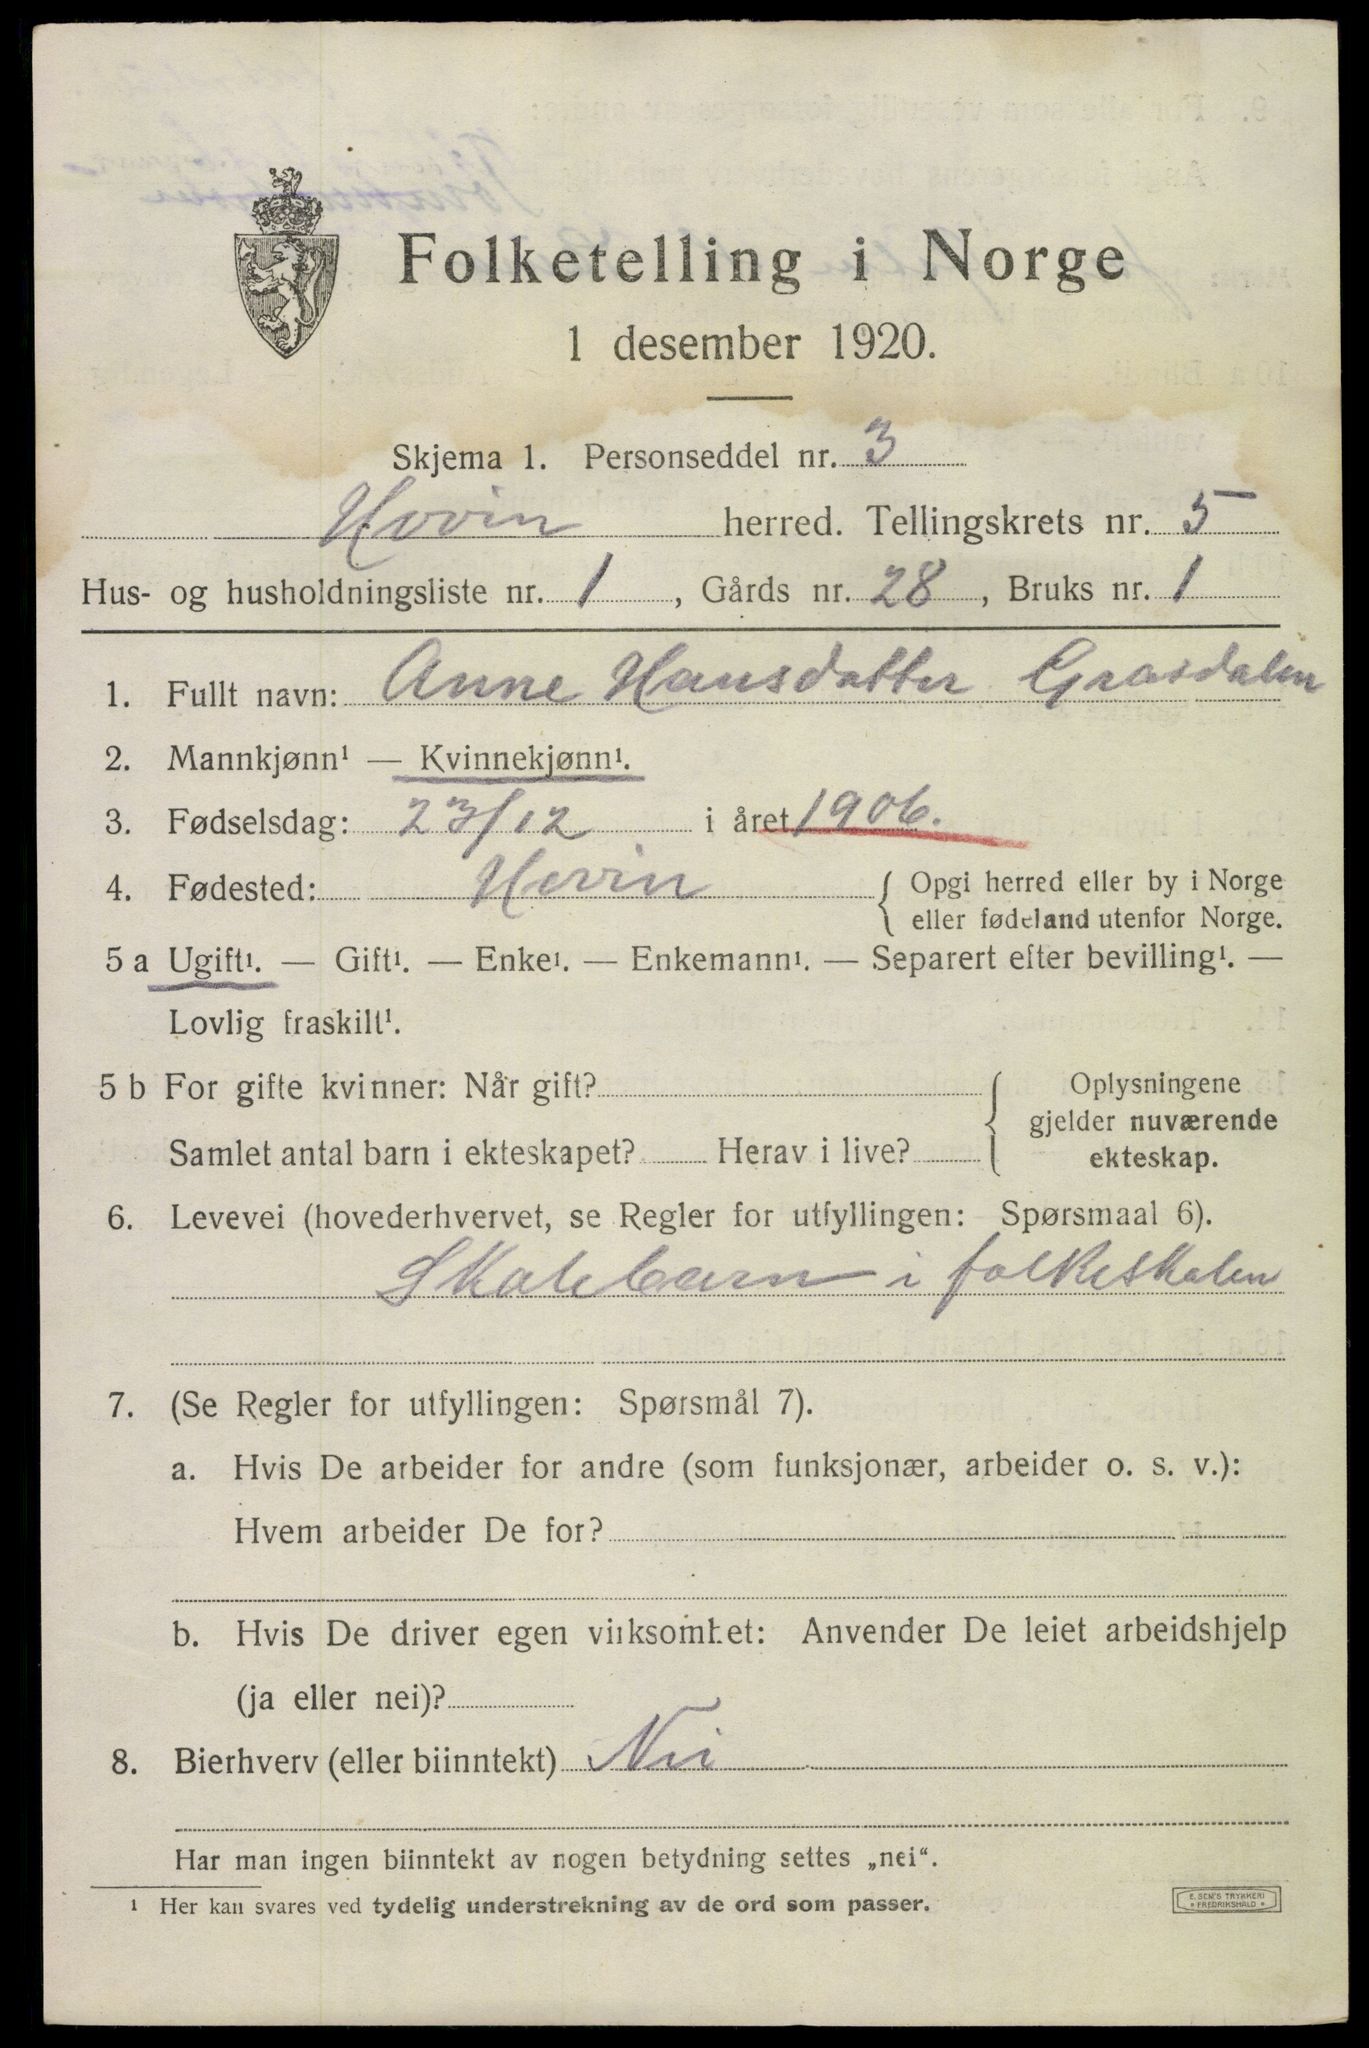 Folketelling i Norge
1 desember 1920.
Skjema 1. Personseddel nr. 3
Hovin herred. Tellingskrets nr. 5
Hus- og husholdningsliste nr. 1, Gårds nr. 28, Bruks nr. 1
1. Fullt navn: Anne Hansdatter Grasdalen
2. Mannkjønn¹ — Kvinnekjønn¹.
3. Fødselsdag: 23/12 i året 1906.
4. Fødested: Hovin { Opgi herred eller by i Norge
eller fødeland utenfor Norge.
5 a Ugift¹. — Gift¹. — Enke¹. — Enkemann¹. — Separert efter bevilling¹. —
Lovlig fraskilt¹.
5 b For gifte kvinner: Når gift? { Oplysningene
gjelder nuværende
Samlet antal barn i ekteskapet? Herav i live? ekteskap.
6. Levevei (hovederhvervet, se Regler for utfyllingen: Spørsmaal 6).
Skolebarn i folkeskolen
7. (Se Regler for utfyllingen: Spørsmål 7).
a. Hvis De arbeider for andre (som funksjonær, arbeider o. s. v.):
Hvem arbeider De for?
b. Hvis De driver egen virksomhet: Anvender De leiet arbeidshjelp
(ja eller nei)?
8. Bierhverv (eller biinntekt) Nei
Har man ingen biinntekt av nogen betydning settes „nei".
¹ Her kan svares ved tydelig understrekning av de ord som passer.
E. SEM'S TRYKKERI
* FREDRIKSHALD *